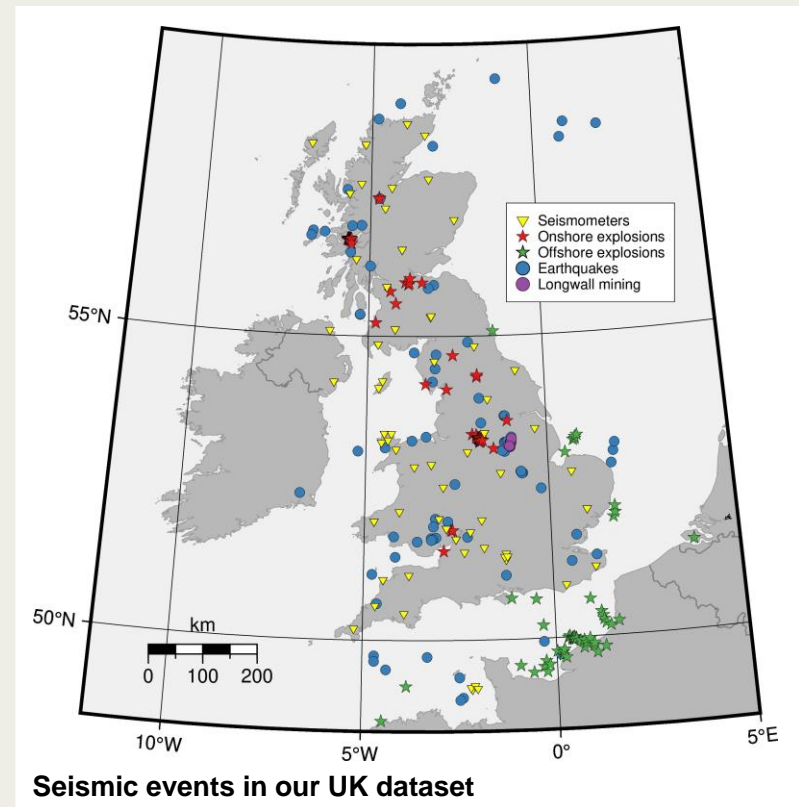 Seismometers
Onshore explosions
Offshore explosions
Earthquakes
Longwall mining
55°N
50°N
km
0 100 200
10°W 5°W 0° 5°E
Seismic events in our UK dataset